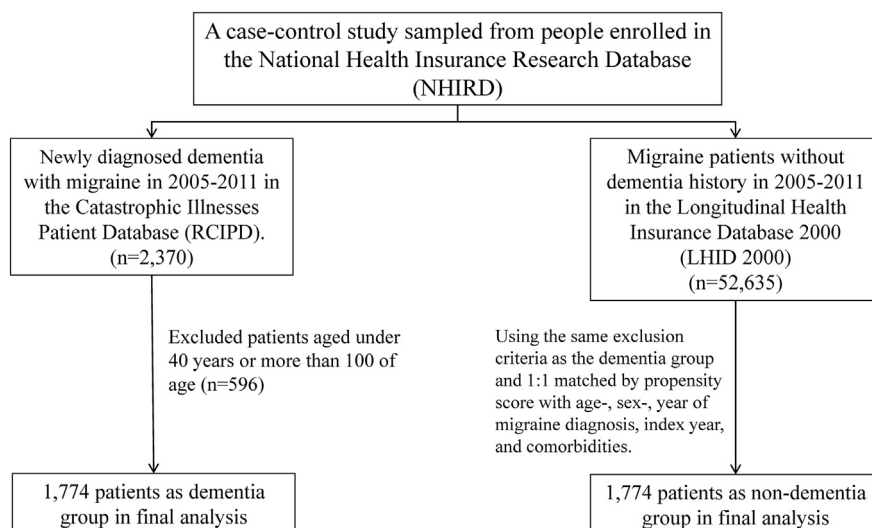 A case-control study sampled from people enrolled in
the National Health Insurance Research Database
(NHIRD)
Newly diagnosed dementia
with migraine in 2005-2011 in
the Catastrophic Illnesses
Patient Database (RCIPD).
(n=2,370)
Migraine patients without
dementia history in 2005-2011
in the Longitudinal Health
Insurance Database 2000
(LHID 2000)
(n=52,635)
Excluded patients aged under
40 years or more than 100 of
age (n=596)
Using the same exclusion
criteria as the dementia group
and 1:1 matched by propensity
score with age-, sex-, year of
migraine diagnosis, index year,
and comorbidities.
1,774 patients as dementia
group in final analysis
1,774 patients as non-dementia
group in final analysis